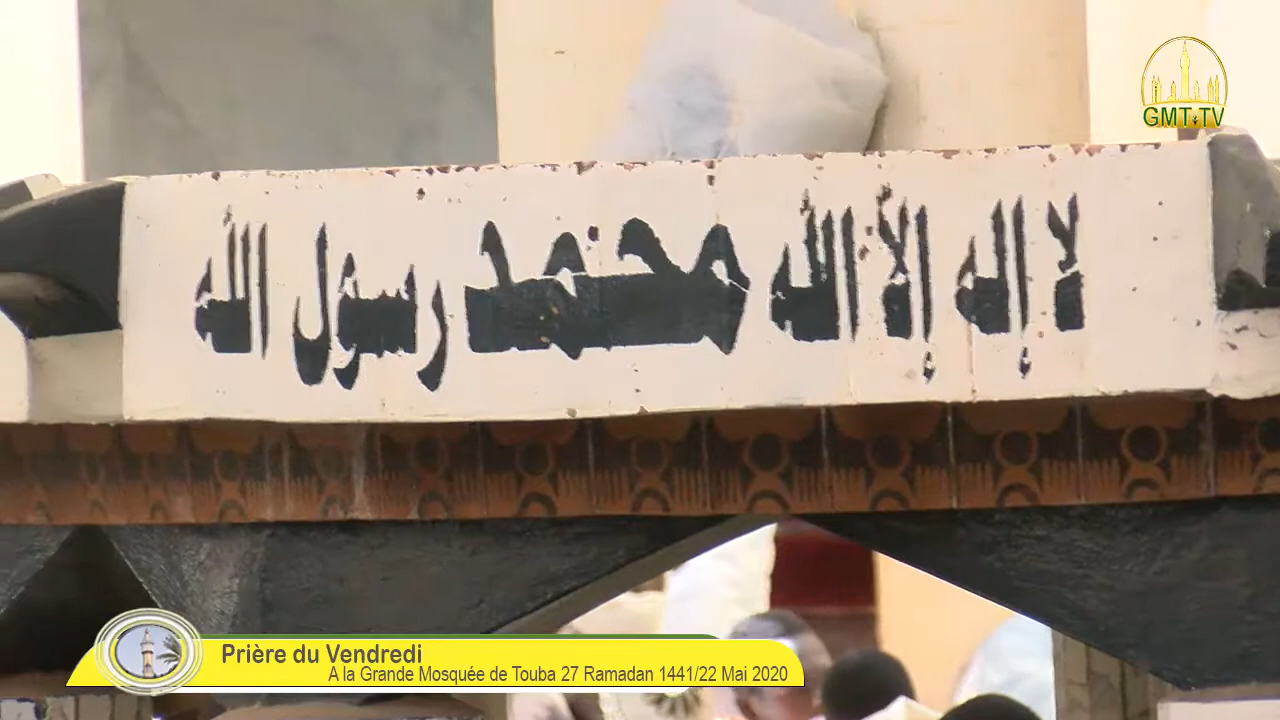 GMT TV
لا إله إلا الله محمد رسول الله
Prière du Vendredi
A la Grande Mosquée de Touba 27 Ramadan 1441/22 Mai 2020